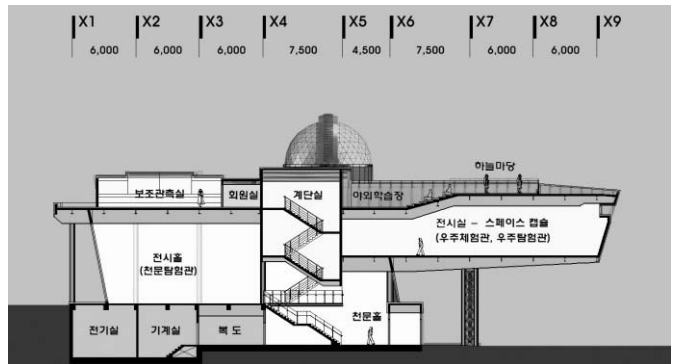 X1 X2 X3 X4 X5 X6 X7 X8 X9
6,000 6,000 6,000 7,500 4,500 7,500 6,000 6,000
하늘마당
보조관측실 회원실 계단실 야외학습장
전시실 - 스페이스 캡슐
(우주체험관, 우주탐험관)
전시홀
(천문탐험관)
천문홀
전기실 기계실 복 도